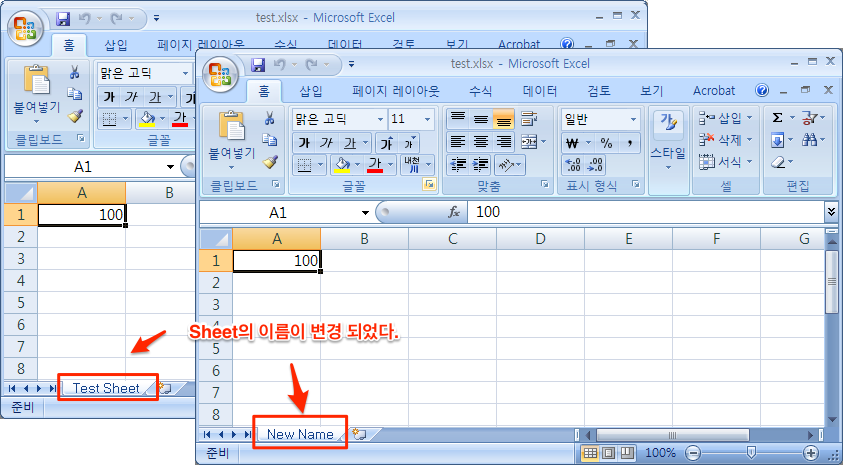 test.xlsx - Microsoft Excel
홈 삽입 페이지 레이아웃 수식 데이터 검토 보기 Acrobat
붙여넣기
맑은 고딕
가 가 가
가
클립보드 글꼴
A1
A B
1 100
2
3
4
5
6
7
8
Test Sheet
준비
test.xlsx - Microsoft Excel
홈 삽입 페이지 레이아웃 수식 데이터 검토 보기 Acrobat
붙여넣기
맑은 고딕 11
가 가 가 가 가
가 내천
일반
₩ % ,
가
스타일
삽입
삭제
서식
Σ
클립보드 글꼴 맞춤 표시 형식 셀 편집
A1 fx 100
A B C D E F G
1 100
2
3
4
5
6
7
8
Sheet의 이름이 변경 되었다.
New Name
준비 100%